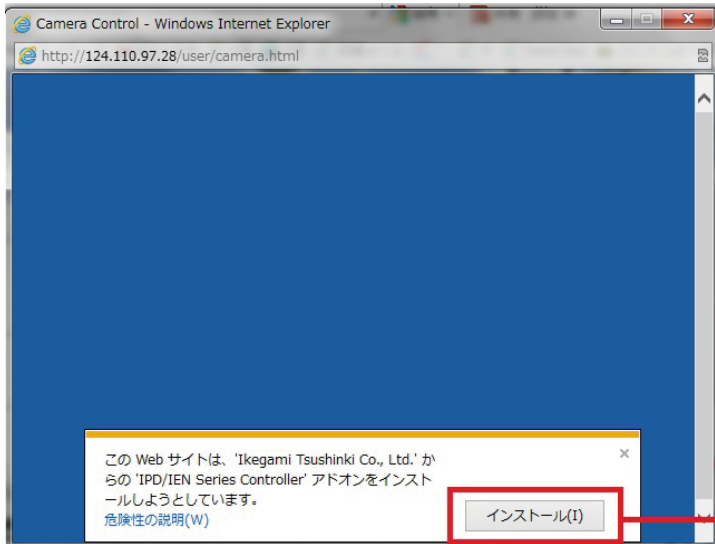 Camera Control - Windows Internet Explorer
http://124.110.97.28/user/camera.html
この Web サイトは、'Ikegami Tsushinki Co., Ltd.' か
らの 'IPD/IEN Series Controller' アドオンをインスト
ールしようとしています。
危険性の説明(W)
インストール(I)